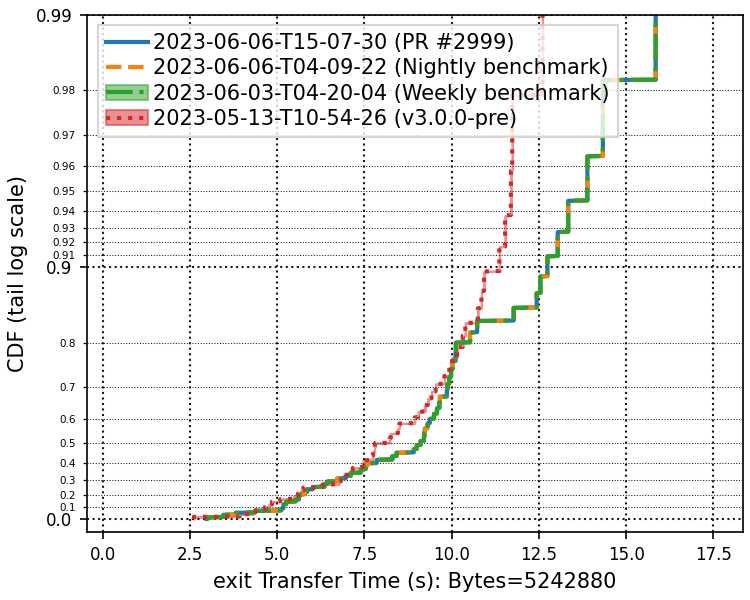 0.99
2023-06-06-T15-07-30 (PR #2999)
2023-06-06-T04-09-22 (Nightly benchmark)
2023-06-03-T04-20-04 (Weekly benchmark)
2023-05-13-T10-54-26 (v3.0.0-pre)
0.98
0.97
0.96
0.95
0.94
0.93
0.92
0.91
0.9
0.8
0.7
0.6
0.5
0.4
0.3
0.2
0.1
0.0
CDF (tail log scale)
0.0 2.5 5.0 7.5 10.0 12.5 15.0 17.5
exit Transfer Time (s): Bytes=5242880